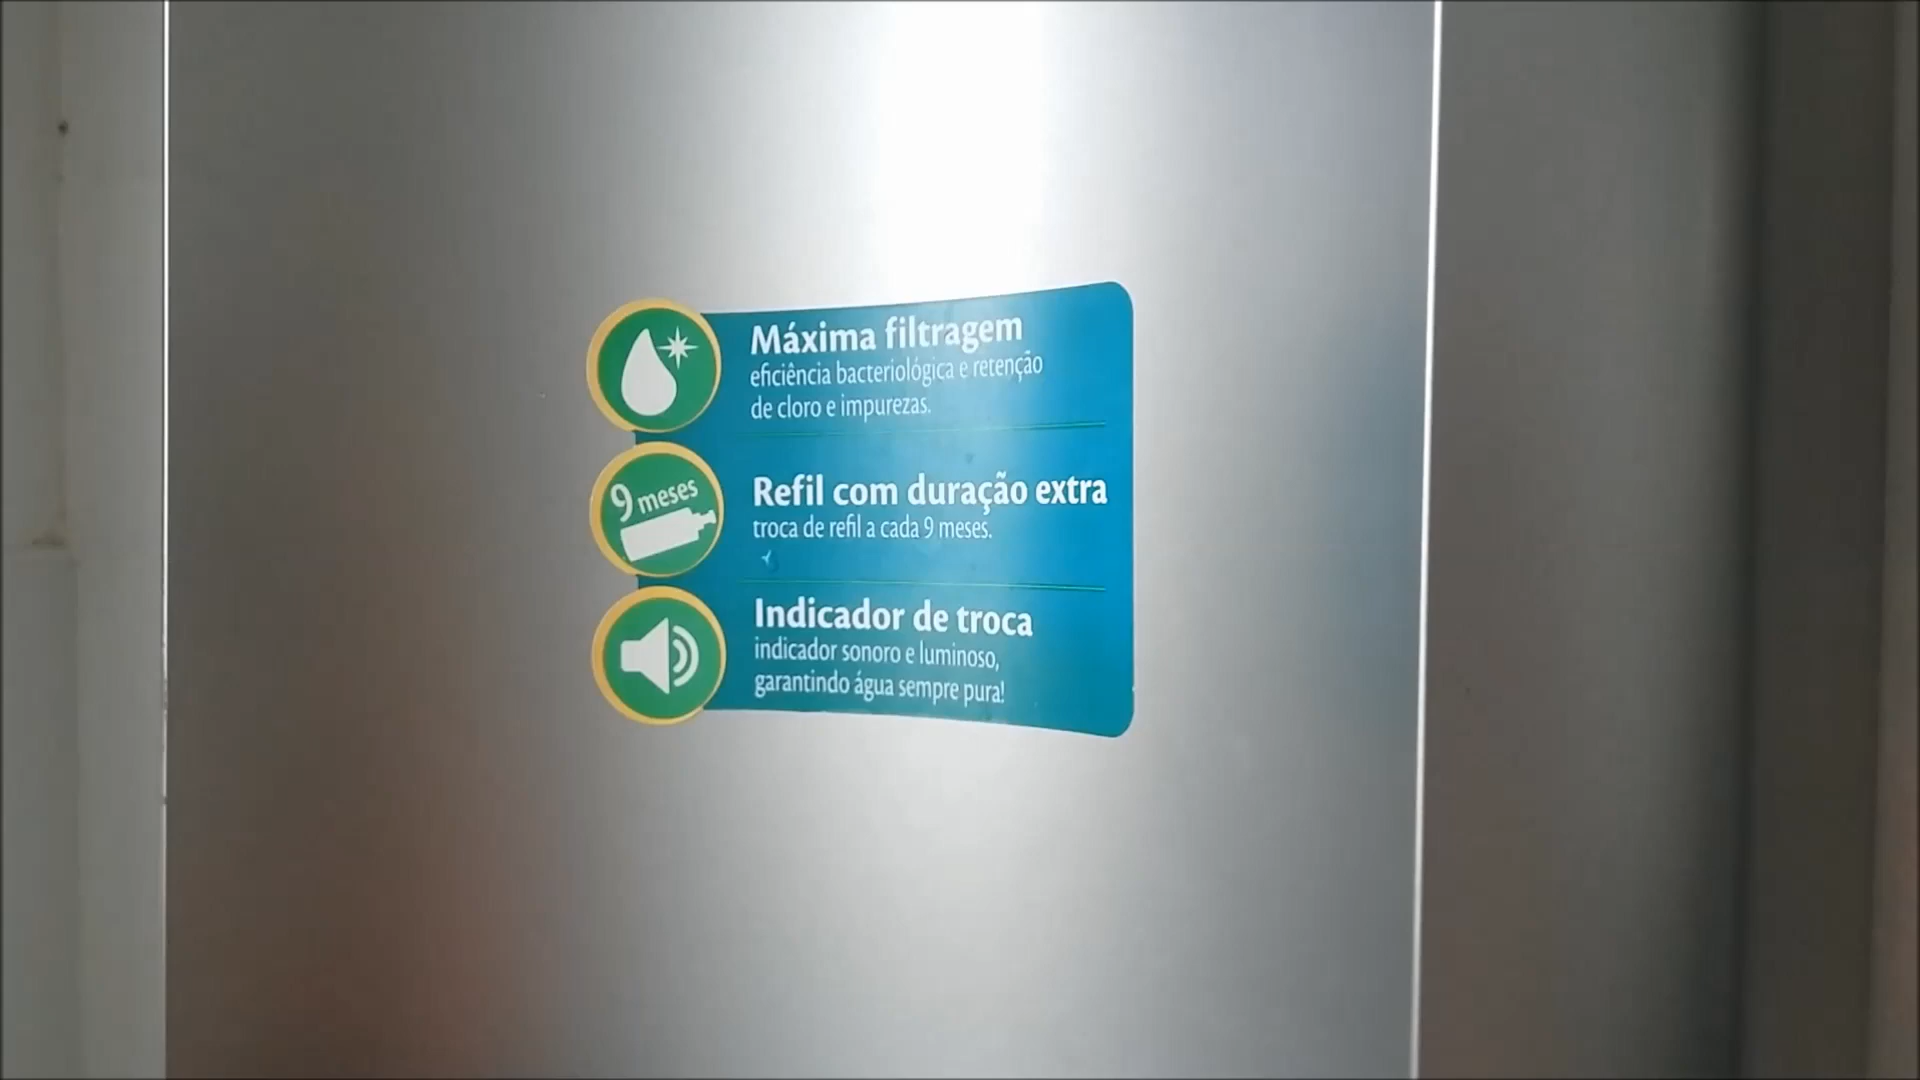 Máxima filtragem
eficiência bacteriológica e retenção
de cloro e impurezas.
9 meses
Refil com duração extra
troca de refil a cada 9 meses.
Indicador de troca
indicador sonoro e luminoso,
garantindo água sempre pura!